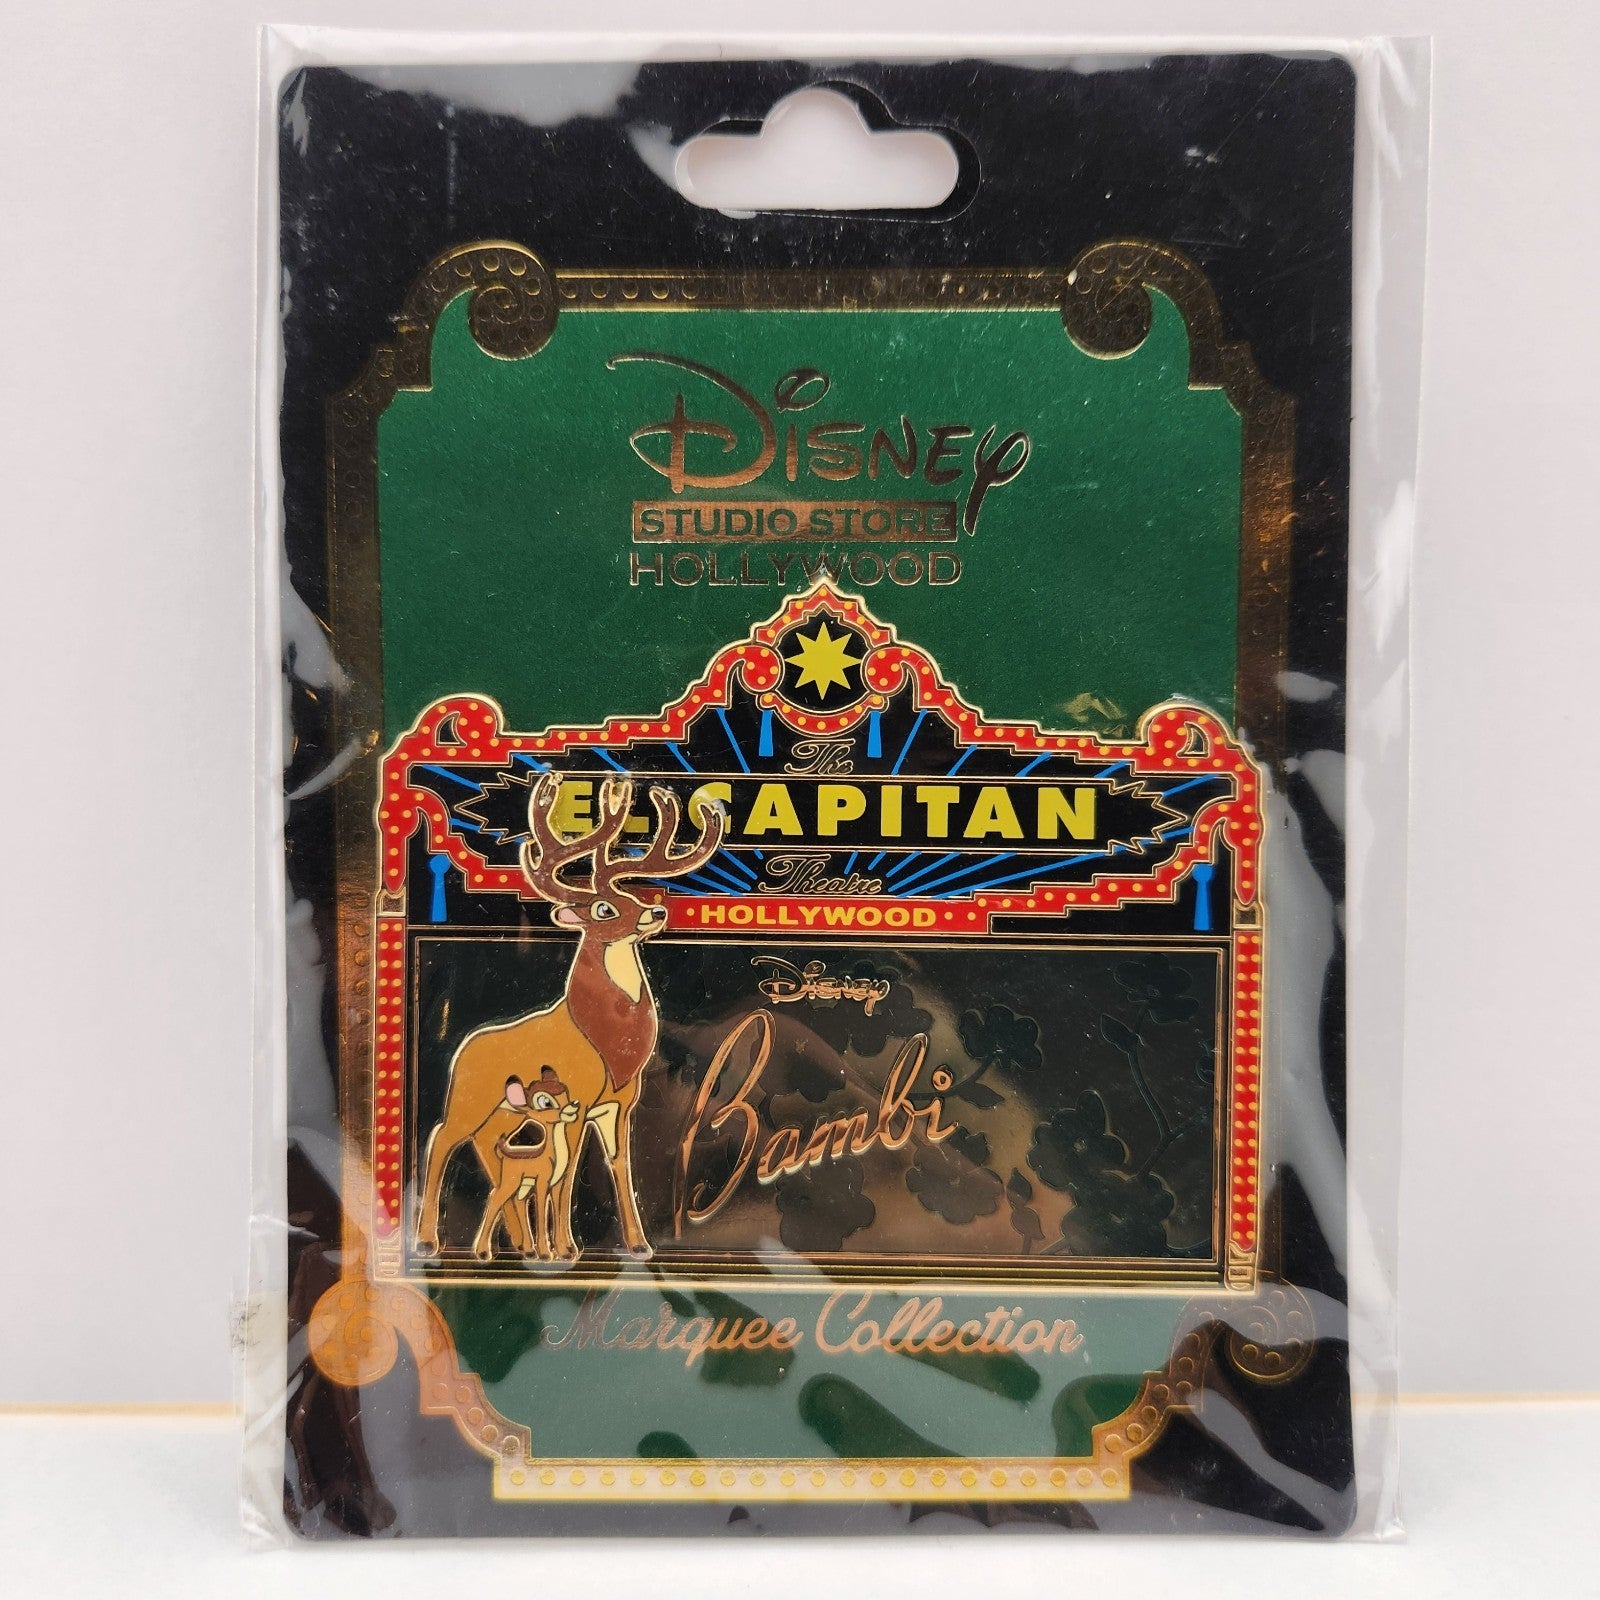 Disney
STUDIO STORE
HOLLYWOOD
The
EL CAPITAN
Theatre
·HOLLYWOOD·
Disney
Bambi
Marquee Collection